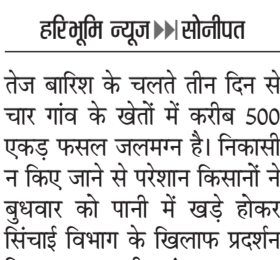 हरिभूमि न्यूज ▶▶| सोनीपत
तेज बारिश के चलते तीन दिन से
चार गांव के खेतों में करीब 500
एकड़ फसल जलमग्न है। निकासी
न किए जाने से परेशान किसानों ने
बुधवार को पानी में खड़े होकर
सिंचाई विभाग के खिलाफ प्रदर्शन